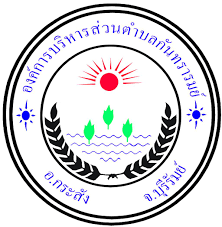 องค์การบริหารส่วนตำบลกันทรารมย์
อ.กระสัง
จ.บุรีรัมย์